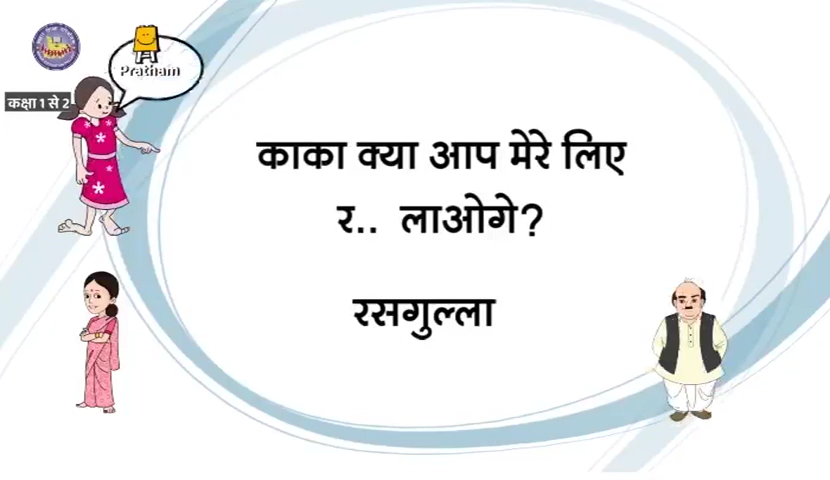 Pratham
कक्षा 1 से 2
काका क्या आप मेरे लिए
र.. लाओगे?
रसगुल्ला